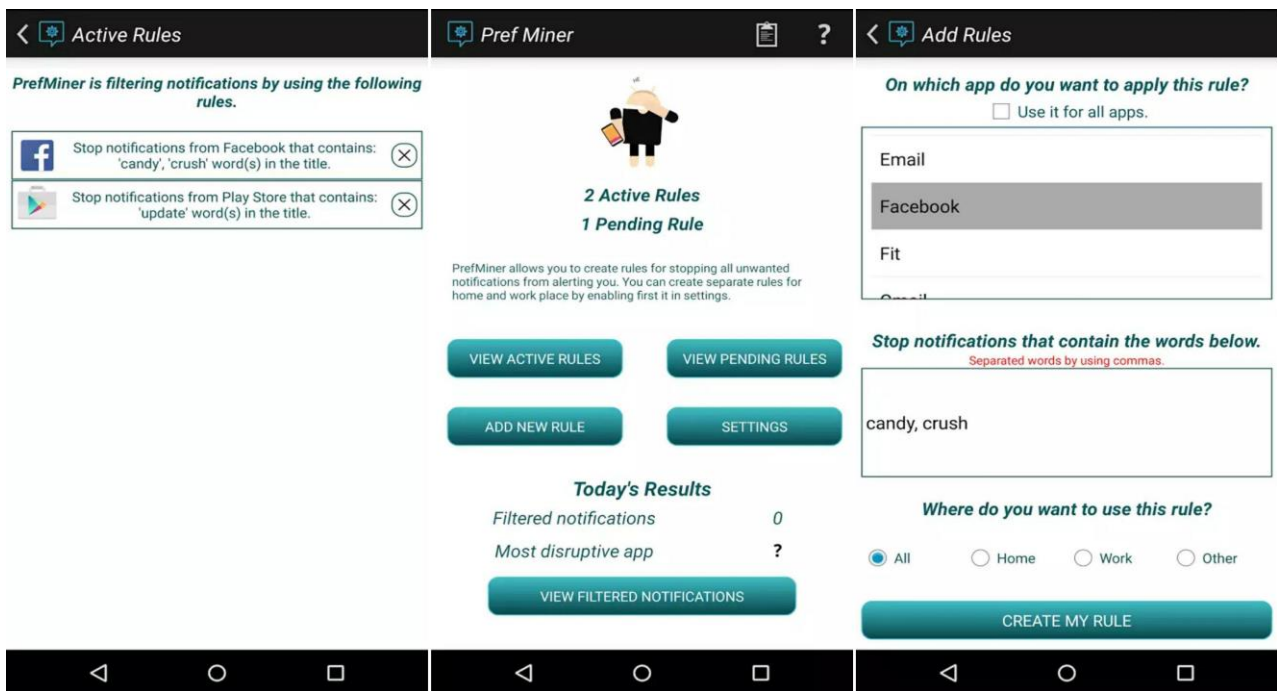 Active Rules
PrefMiner is filtering notifications by using the following
rules.
Stop notifications from Facebook that contains:
'candy', 'crush' word(s) in the title.
Stop notifications from Play Store that contains:
'update' word(s) in the title.
Pref Miner
?
2 Active Rules
1 Pending Rule
PrefMiner allows you to create rules for stopping all unwanted
notifications from alerting you. You can create separate rules for
home and work place by enabling first it in settings.
VIEW ACTIVE RULES
VIEW PENDING RULES
ADD NEW RULE
SETTINGS
Today's Results
Filtered notifications 0
Most disruptive app ?
VIEW FILTERED NOTIFICATIONS
Add Rules
On which app do you want to apply this rule?
Use it for all apps.
Email
Facebook
Fit
Gmail
Stop notifications that contain the words below.
Separated words by using commas.
candy, crush
Where do you want to use this rule?
All Home Work Other
CREATE MY RULE